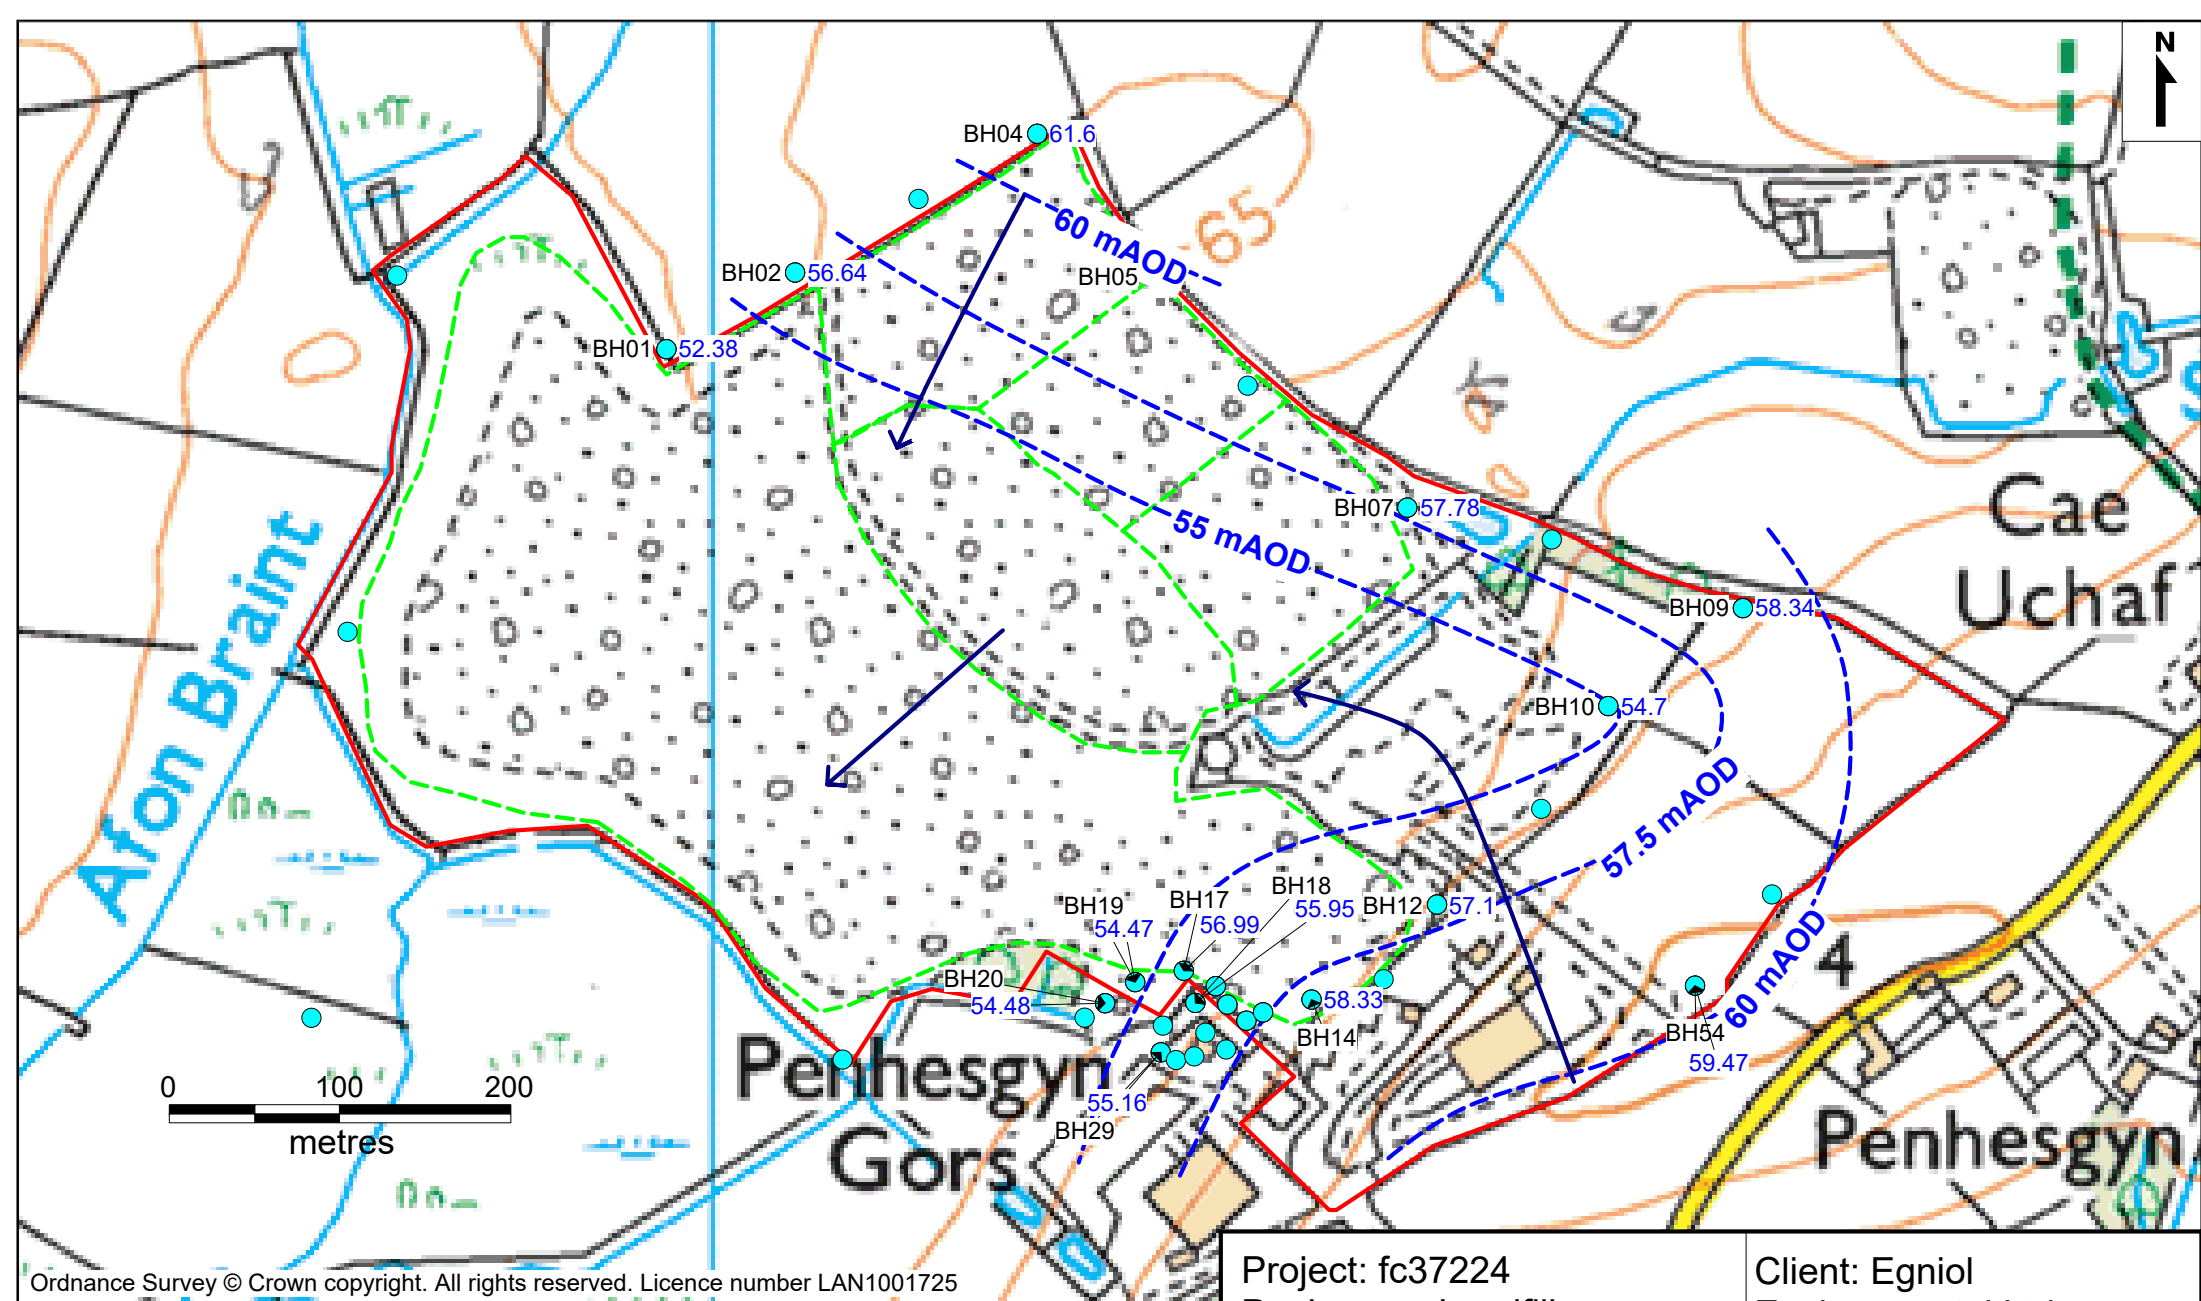 N
BH04 61.6
60 mAOD
65
BH02 56.64
BH05
BH01 52.38
BH07 57.78
55 mAOD
Cae
Uchaf
BH09 58.34
BH10 54.7
Afon Braint
57.5 mAOD
BH19
54.47
BH17
56.99
BH18
55.95
BH12 57.1
4
BH20
54.48
58.33
BH14
60 mAOD
BH54
59.47
Penhesgyn
Gors
55.16
BH29
Penhesgyn
0 100 200
metres
Ordnance Survey © Crown copyright. All rights reserved. Licence number LAN1001725
Project: fc37224
Client: Egniol